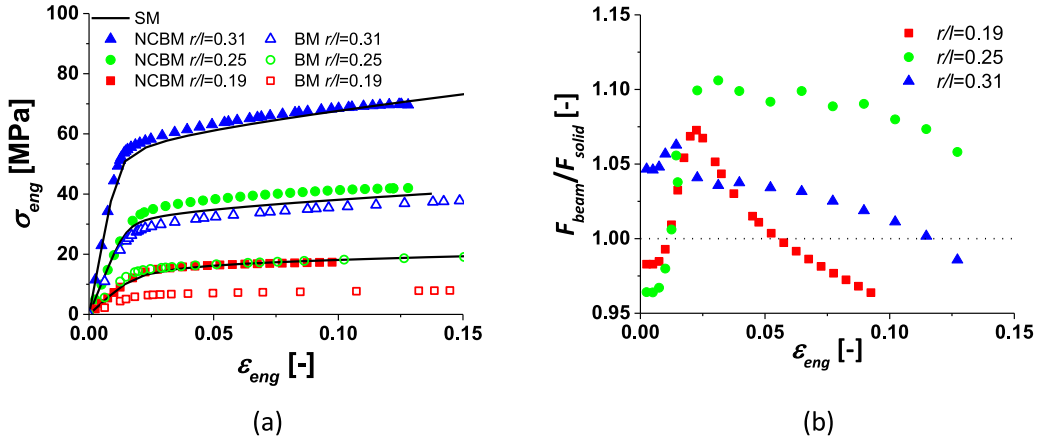 SM
NCBM r/l=0.31 BM r/l=0.31
NCBM r/l=0.25 BM r/l=0.25
NCBM r/l=0.19 BM r/l=0.19
100
80
60
40
20
0
σeng [MPa]
0.00 0.05 0.10 0.15
εeng [-]
(a)
r/l=0.19
r/l=0.25
r/l=0.31
1.15
1.10
1.05
1.00
0.95
Fbeam/Fsolid [-]
0.00 0.05 0.10 0.15
εeng [-]
(b)